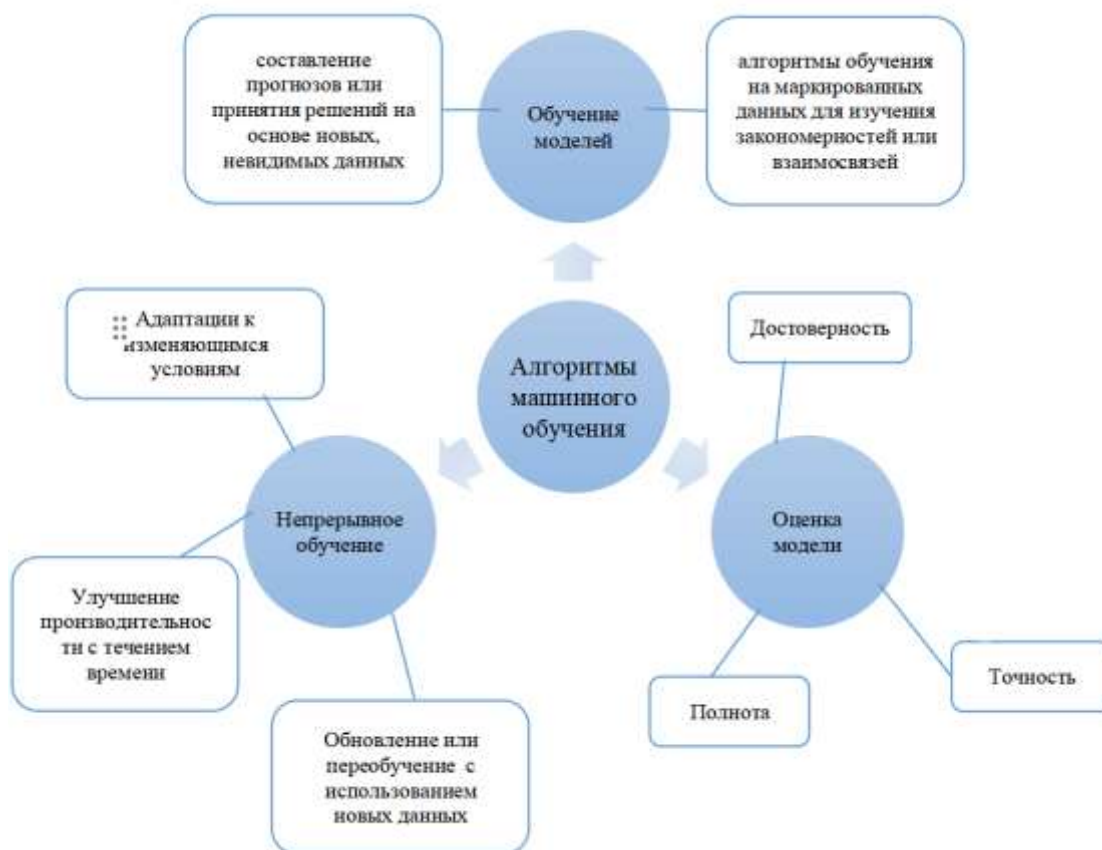 составление
прогнозов или
принятия решений на
основе новых,
невидимых данных
Обучение
моделей
алгоритмы обучения
на маркированных
данных для изучения
закономерностей или
взаимосвязей
Адаптации к
изменяющимся
условиям
Алгоритмы
машинного
обучения
Достоверность
Непрерывное
обучение
Оценка
модели
Улучшение
производительнос
ти с течением
времени
Полнота
Точность
Обновление или
переобучение с
использованием
новых данных